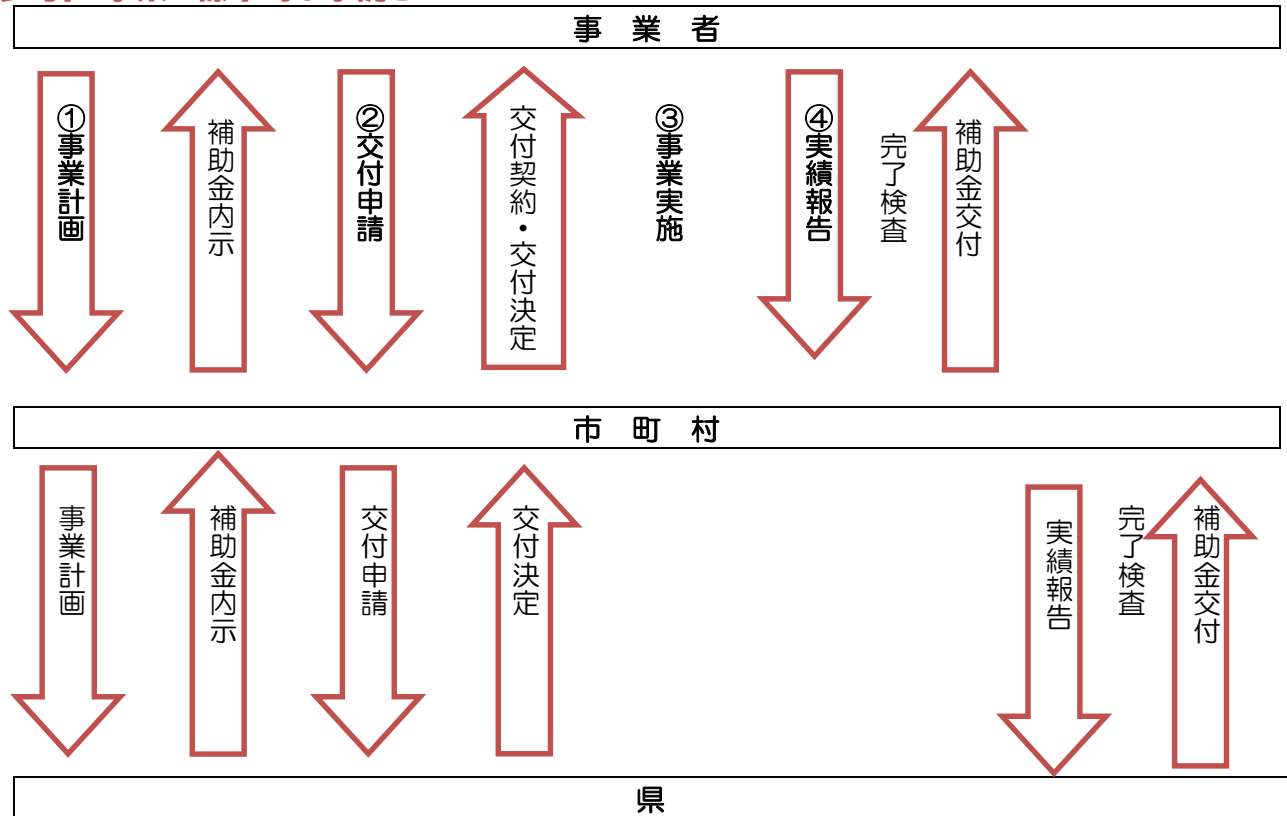 事業者
①事業計画
補助金内示
②交付申請
交付契約・交付決定
③事業実施
④実績報告
完了検査
補助金交付
市町村
事業計画
補助金内示
交付申請
交付決定
実績報告
完了検査
補助金交付
県